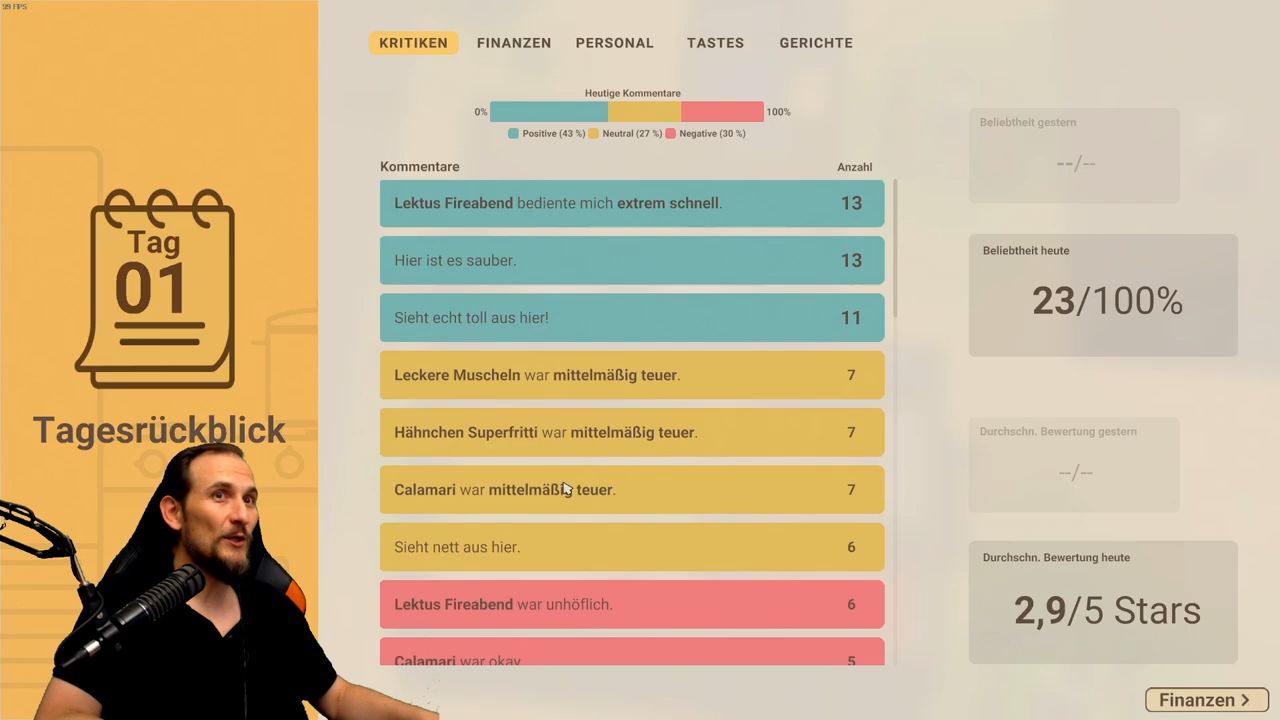 99 FPS
KRITIKEN
FINANZEN
PERSONAL
TASTES
GERICHTE
Heutige Kommentare
0%
100%
Positive (43 %) Neutral (27 %) Negative (30 %)
Kommentare
Anzahl
Lektus Fireabend bediente mich extrem schnell. 13
Hier ist es sauber. 13
Sieht echt toll aus hier! 11
Leckere Muscheln war mittelmäßig teuer. 7
Hähnchen Superfritti war mittelmäßig teuer. 7
Calamari war mittelmäßig teuer. 7
Sieht nett aus hier. 6
Lektus Fireabend war unhöflich. 6
Calamari war okay 5
Tag
01
Tagesrückblick
Beliebtheit gestern
--/--
Beliebtheit heute
23/100%
Durchschn. Bewertung gestern
--/--
Durchschn. Bewertung heute
2,9/5 Stars
Finanzen >